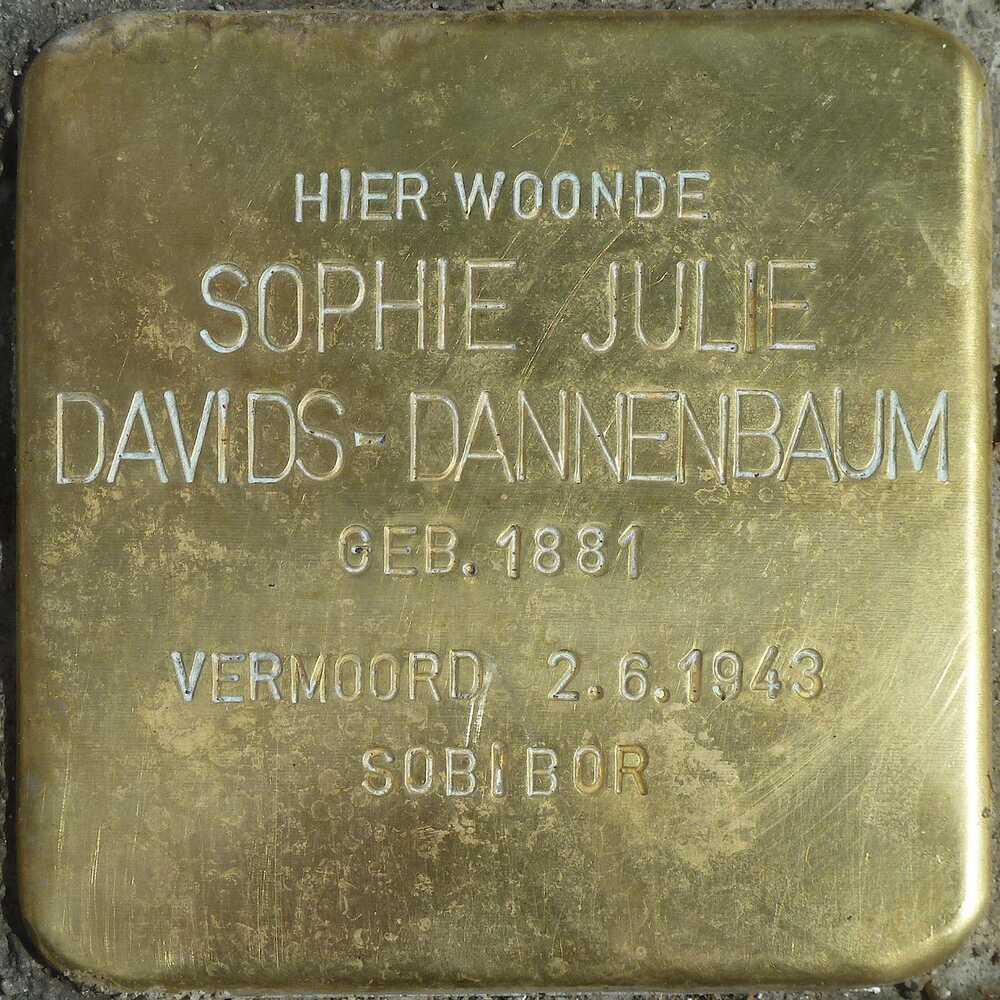 HIER WOONDE
SOPHIE JULIE
DAVIDS-DANNENBAUM
GEB. 1881
VERMOORD 2.6.1943
SOBIBOR